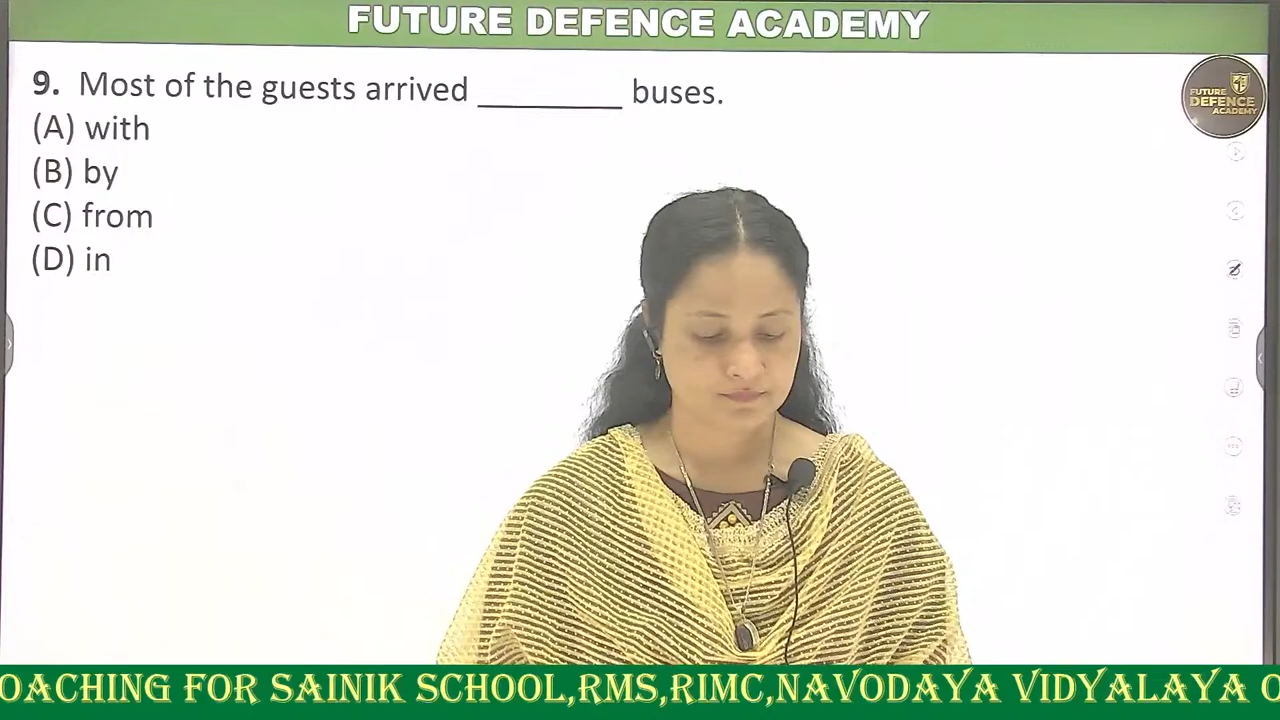 FUTURE DEFENCE ACADEMY
9. Most of the guests arrived _________ buses.
(A) with
(B) by
(C) from
(D) in
FUTURE
DEFENCE
ACADEMY
OACHING FOR SAINIK SCHOOL,RMS,RIMC,NAVODAYA VIDYALAYA O